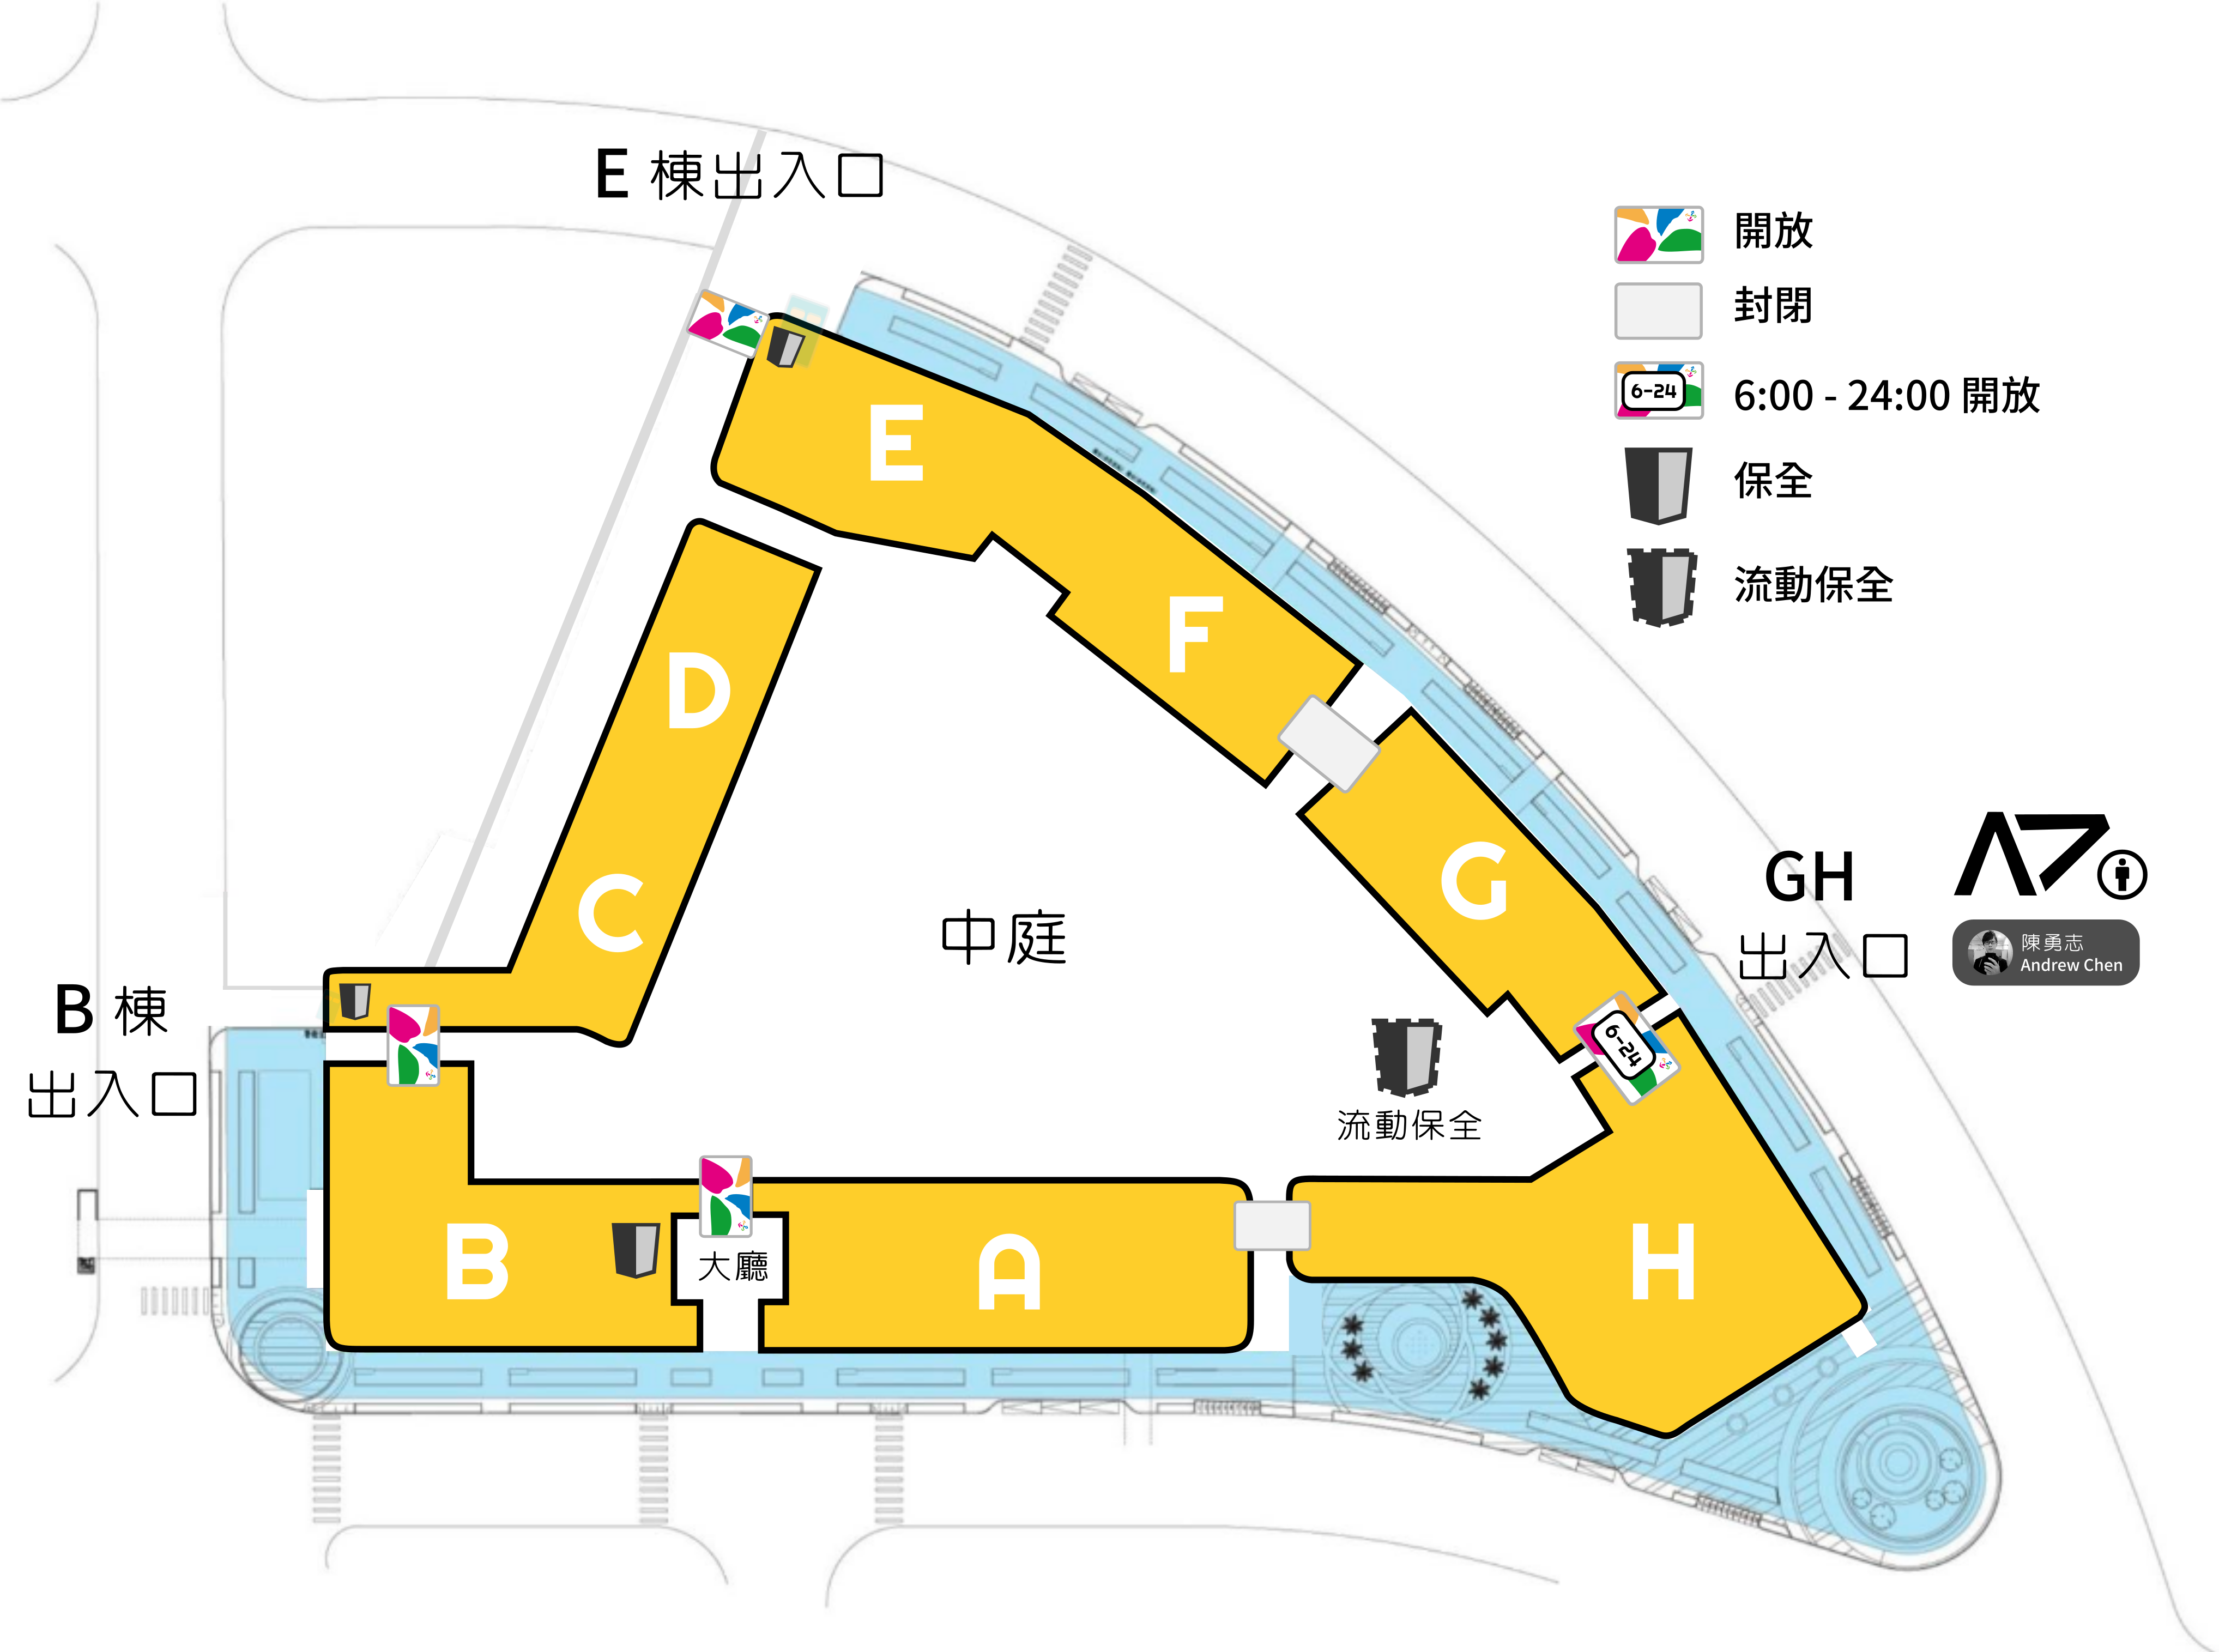 E 棟出入口
開放
封閉
6-24
6:00 - 24:00 開放
保全
流動保全
E
F
D
G
C
中庭
GH
出入口
陳勇志
Andrew Chen
B 棟
出入口
6-24
流動保全
B
大廳
A
H